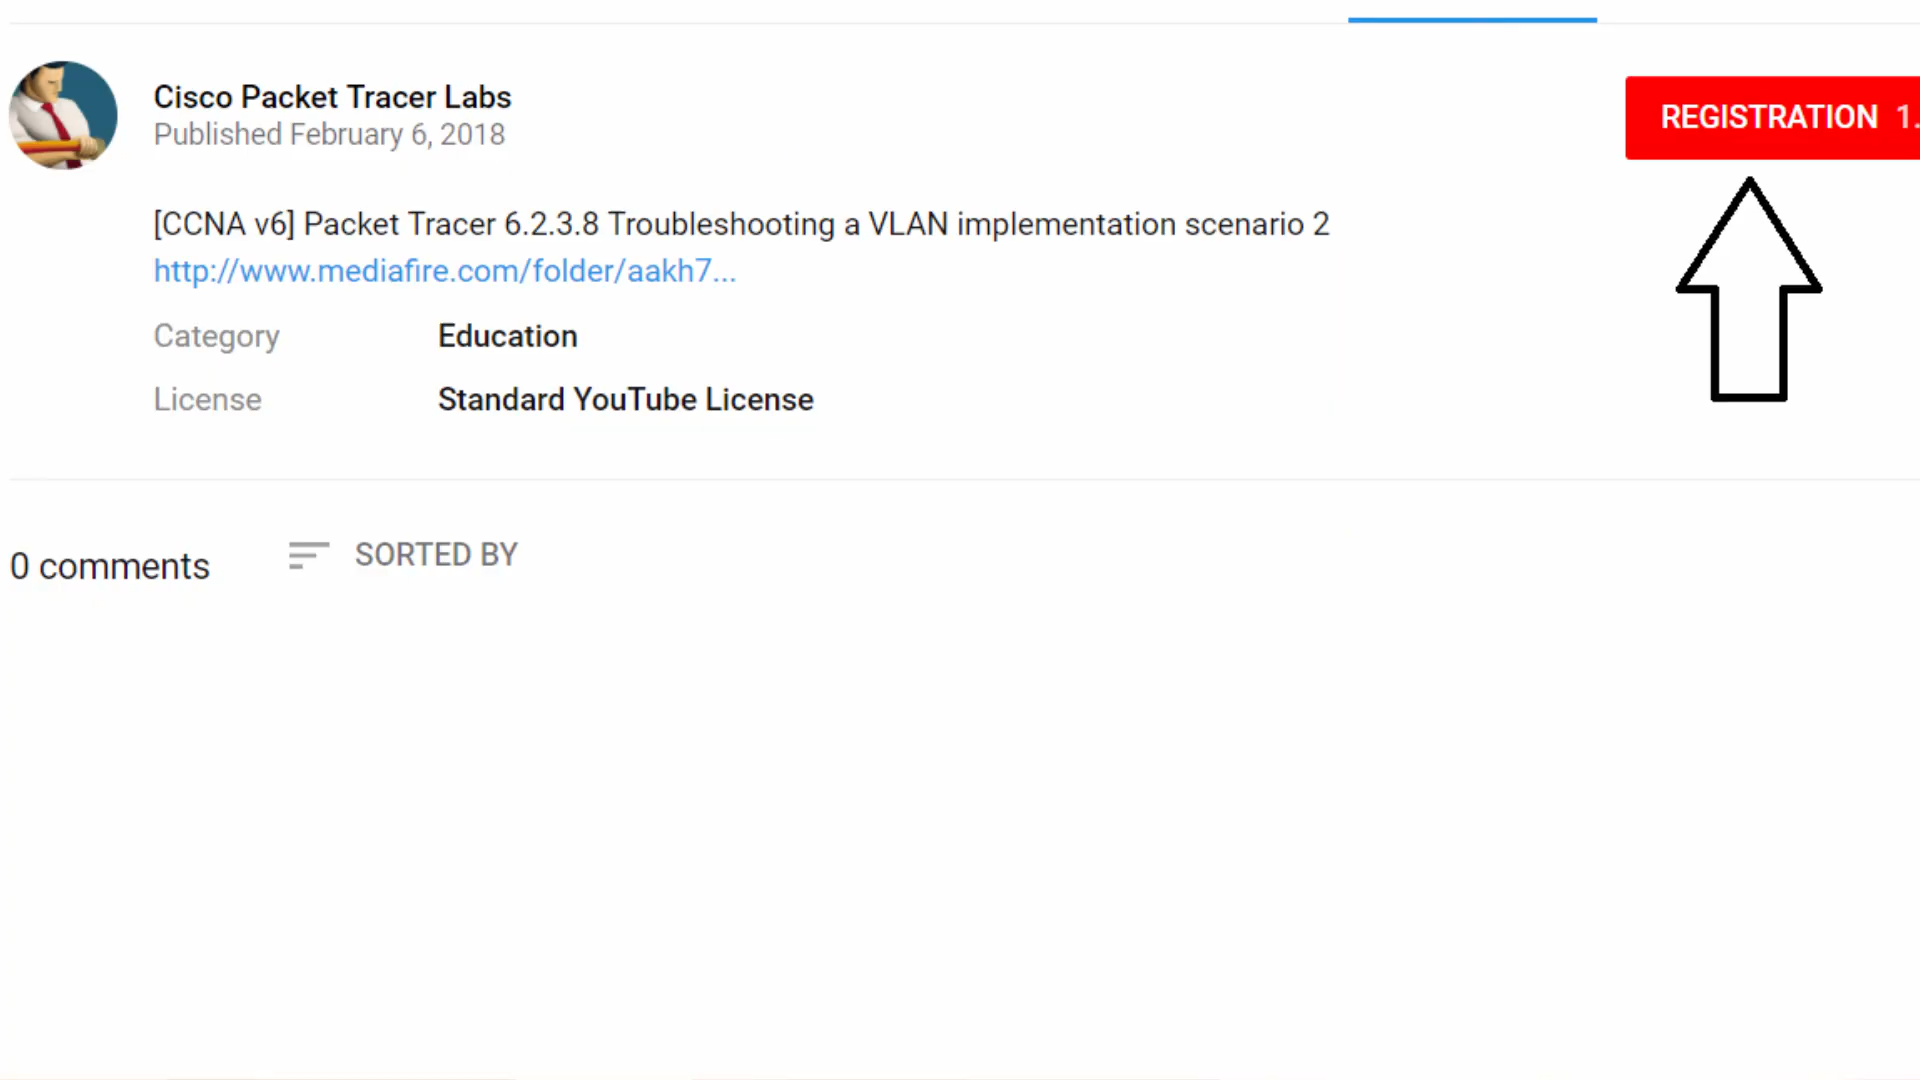 Cisco Packet Tracer Labs
Published February 6, 2018
REGISTRATION 1.
[CCNA v6] Packet Tracer 6.2.3.8 Troubleshooting a VLAN implementation scenario 2
http://www.mediafire.com/folder/aakh7...
Category Education
License Standard YouTube License
0 comments SORTED BY